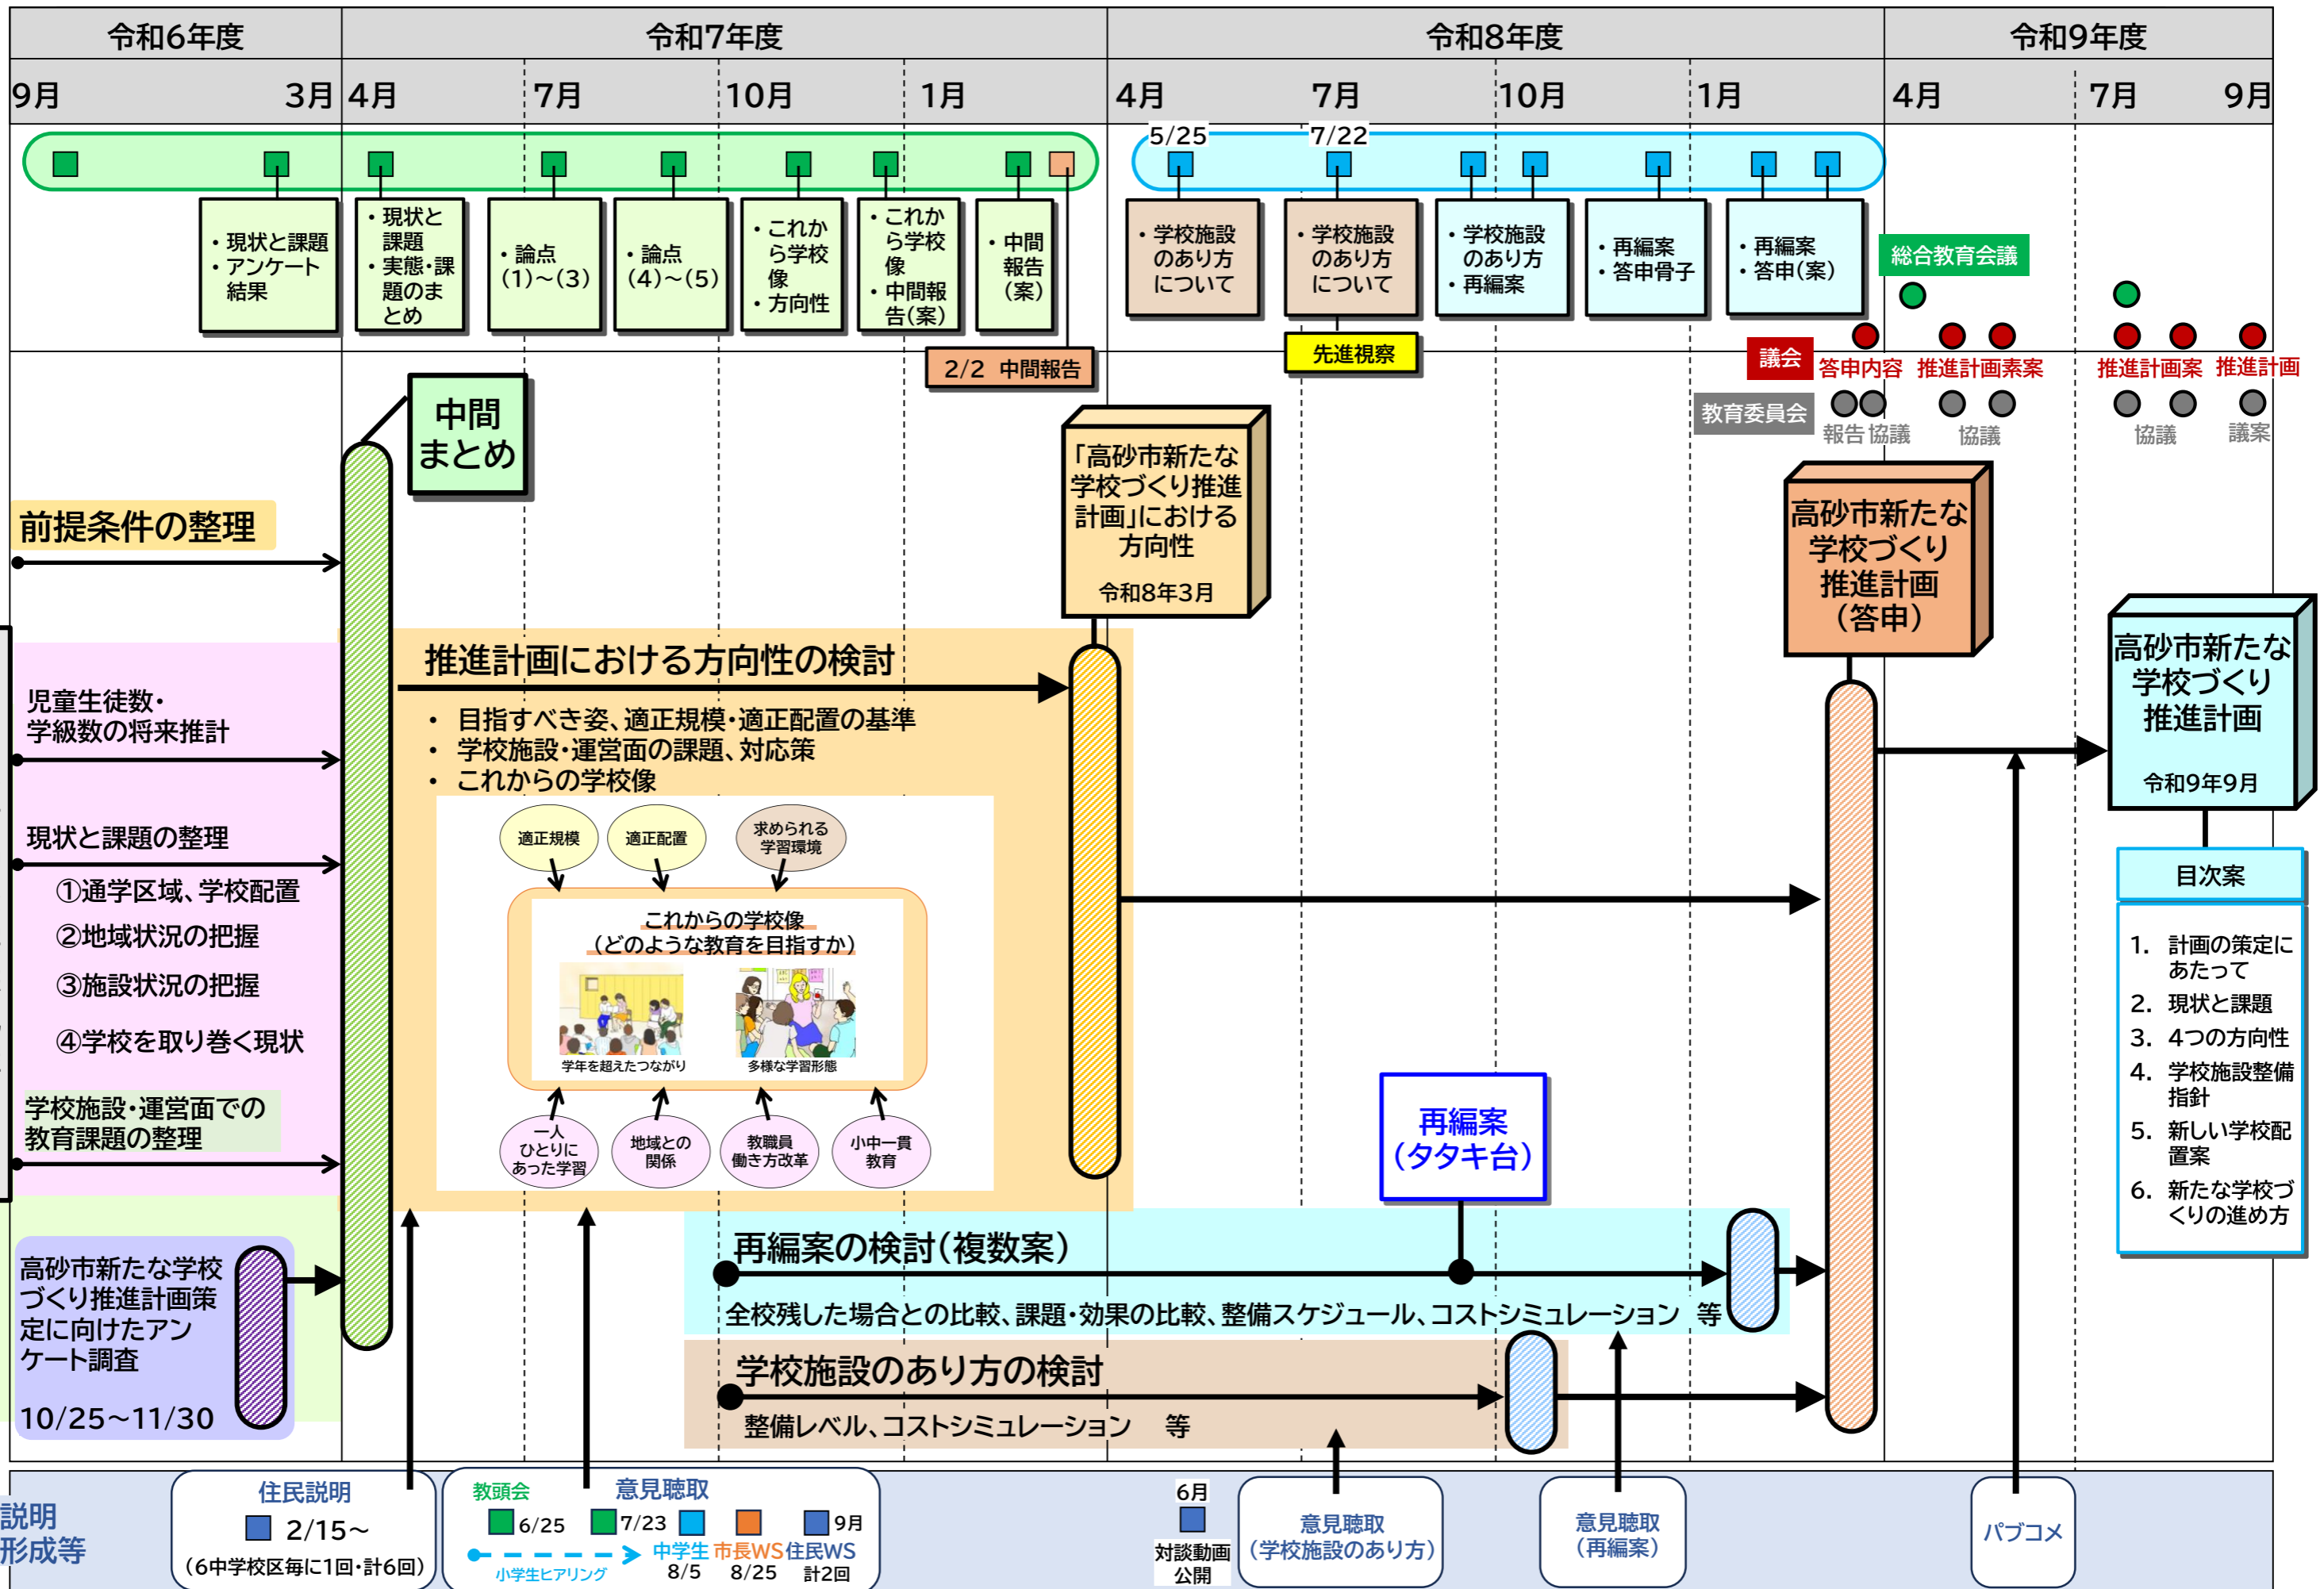 令和6年度
令和7年度
令和8年度
令和9年度
9月
3月
4月
7月
10月
1月
4月
7月
10月
1月
4月
7月
9月
5/25
7/22
・現状と課題
・アンケート
結果
・現状と
課題
・実態・課
題のま
とめ
・論点
(1)～(3)
・論点
(4)～(5)
・これか
ら学校
像
・方向性
・これか
ら学校
像
・中間報
告(案)
・中間
報告
(案)
・学校施設
のあり方
について
・学校施設
のあり方
について
・学校施設
のあり方
・再編案
・再編案
・答申骨子
・再編案
・答申(案)
総合教育会議
2/2 中間報告
先進視察
議会
答申内容
推進計画素案
推進計画案
推進計画
教育委員会
報告
協議
協議
協議
議案
中間
まとめ
「高砂市新たな
学校づくり推進
計画」における
方向性
令和8年3月
高砂市新たな
学校づくり
推進計画
(答申)
高砂市新たな
学校づくり
推進計画
令和9年9月
目次案
1. 計画の策定に
あたって
2. 現状と課題
3. 4つの方向性
4. 学校施設整備
指針
5. 新しい学校配
置案
6. 新たな学校づ
くりの進め方
前提条件の整理
児童生徒数・
学級数の将来推計
現状と課題の整理
①通学区域、学校配置
②地域状況の把握
③施設状況の把握
④学校を取り巻く現状
学校施設・運営面での
教育課題の整理
高砂市新たな学校
づくり推進計画策
定に向けたアン
ケート調査
10/25～11/30
推進計画における方向性の検討
・ 目指すべき姿、適正規模・適正配置の基準
・ 学校施設・運営面の課題、対応策
・ これからの学校像
適正規模
適正配置
求められる
学習環境
これからの学校像
(どのような教育を目指すか)
学年を超えたつながり
多様な学習形態
一人
ひとりに
あった学習
地域との
関係
教職員
働き方改革
小中一貫
教育
再編案
(タタキ台)
再編案の検討(複数案)
全校残した場合との比較、課題・効果の比較、整備スケジュール、コストシミュレーション 等
学校施設のあり方の検討
整備レベル、コストシミュレーション 等
説明
形成等
住民説明
2/15～
(6中学校区毎に1回・計6回)
教頭会
意見聴取
6/25
7/23
9月
小学生ヒアリング
中学生
8/5
市長WS
8/25
住民WS
計2回
6月
対談動画
公開
意見聴取
(学校施設のあり方)
意見聴取
(再編案)
パブコメ